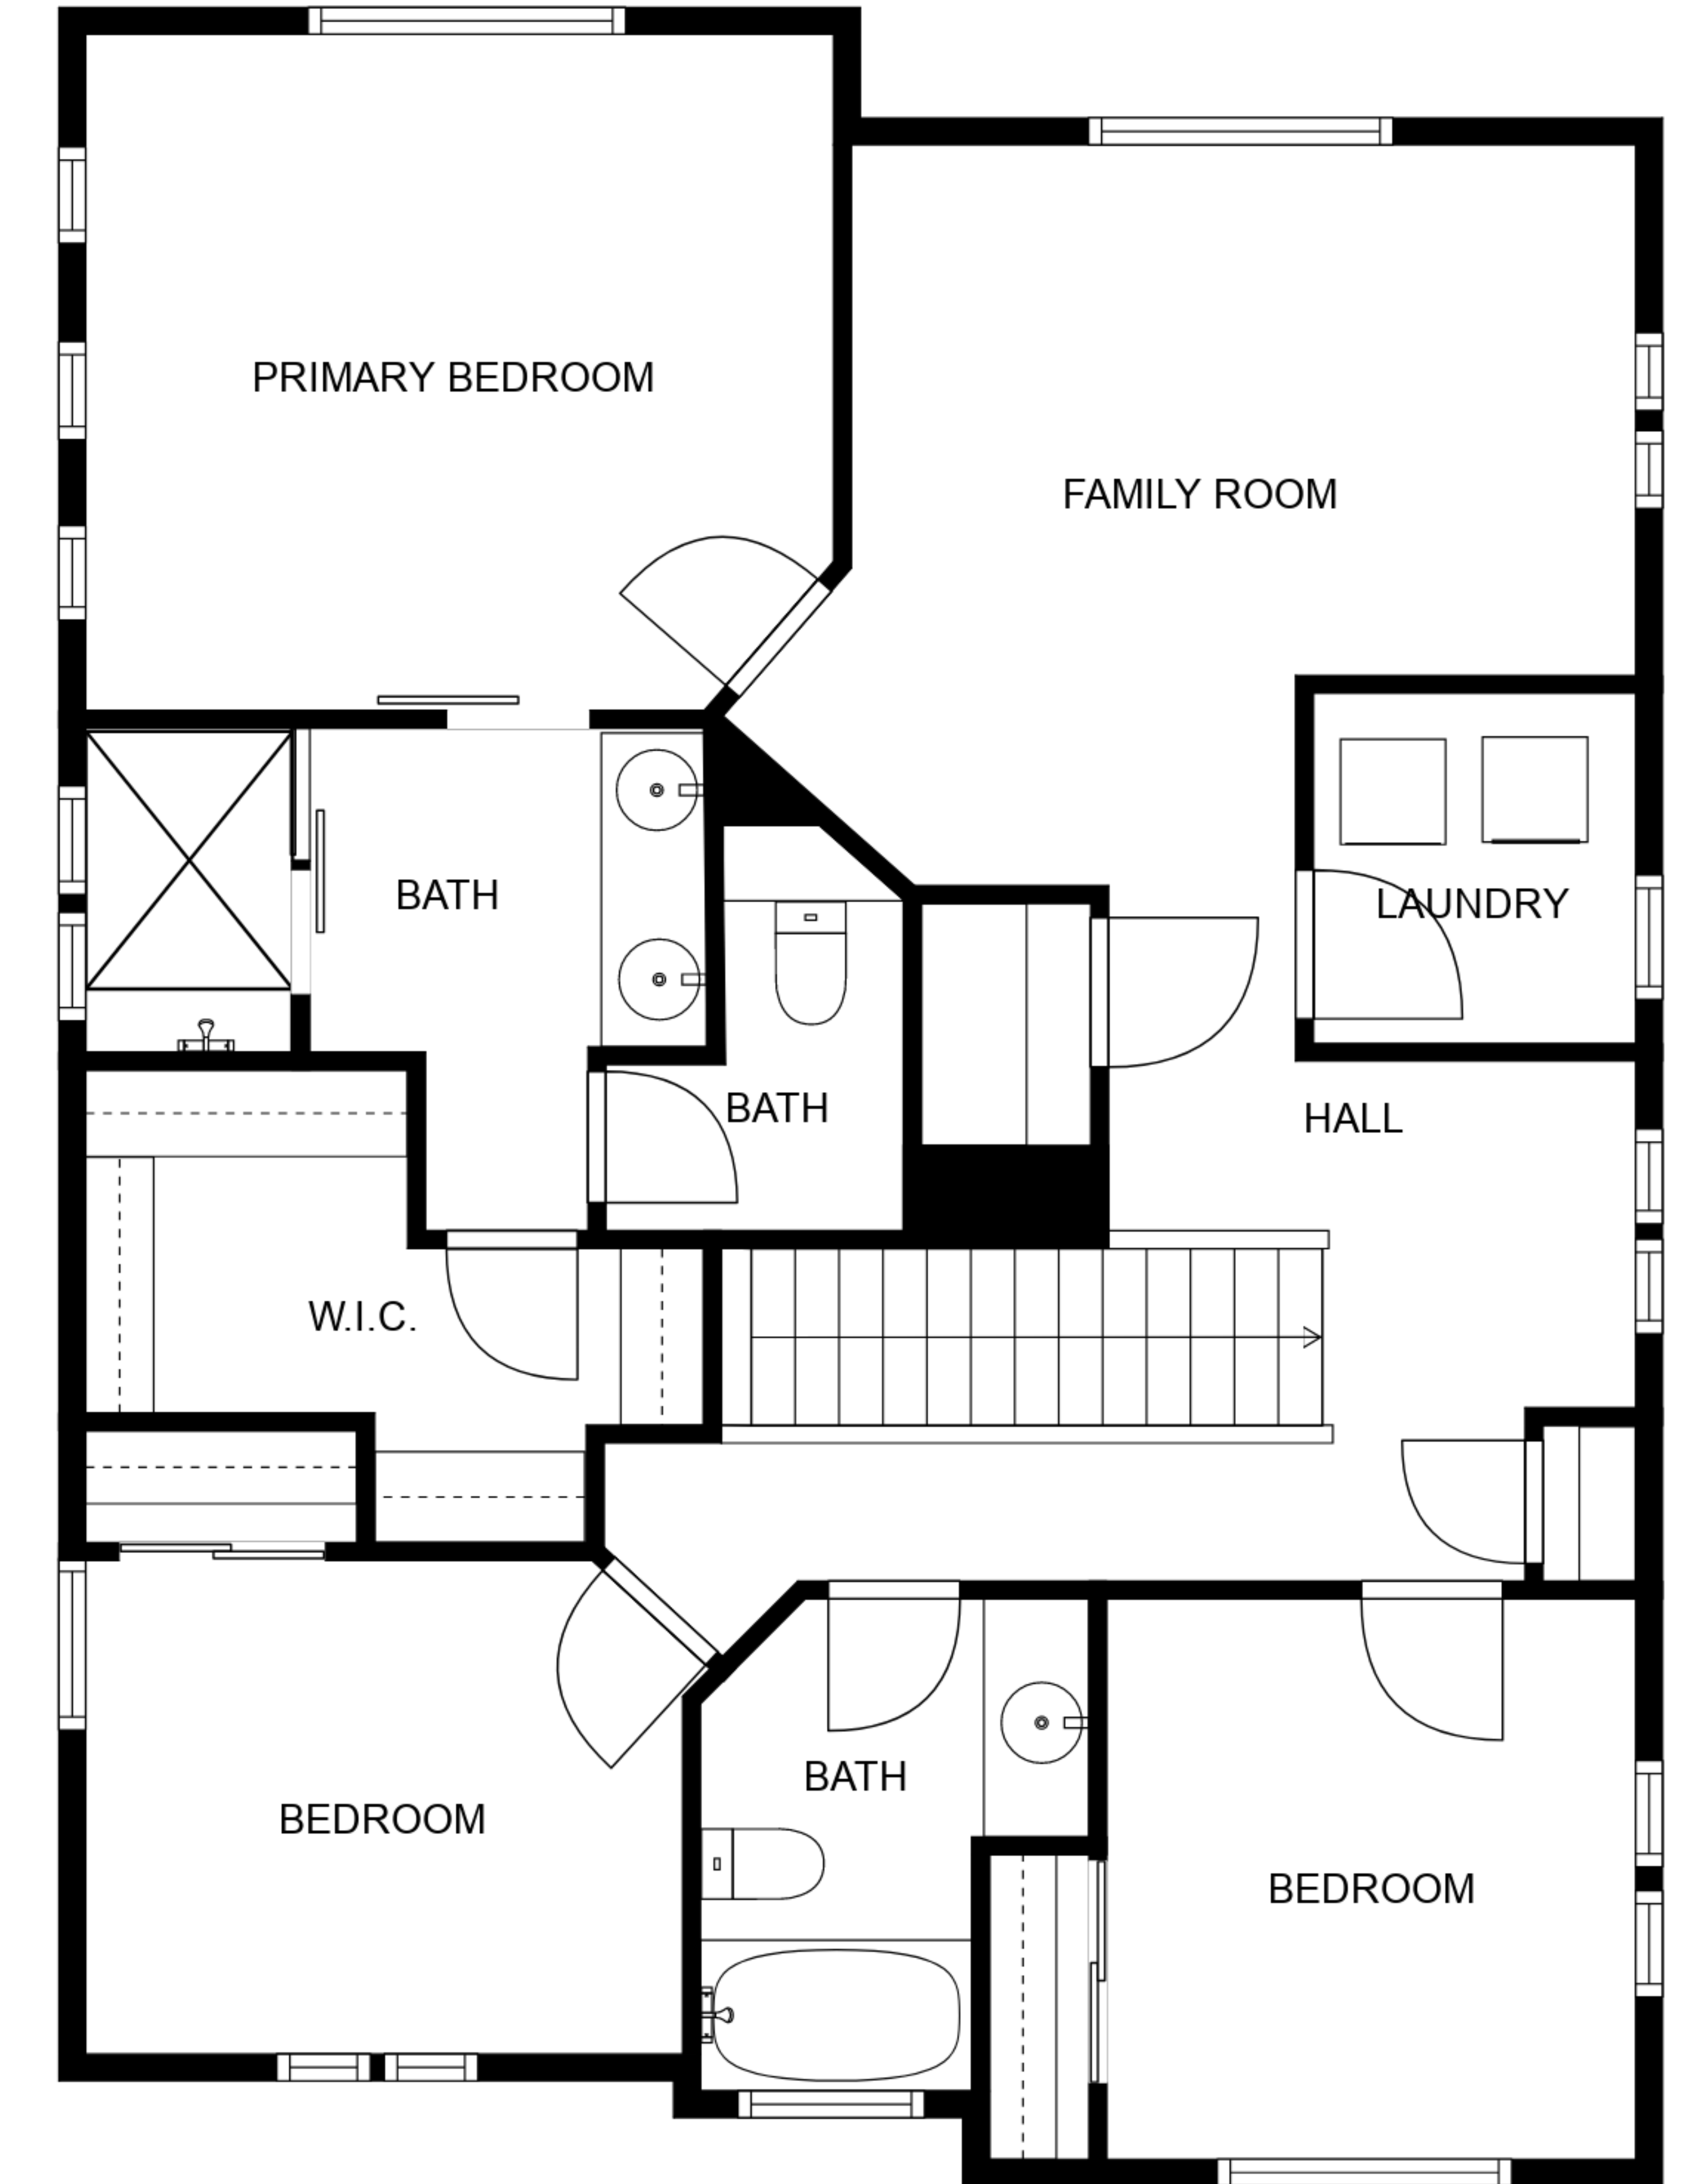 PRIMARY BEDROOM
FAMILY ROOM
BATH
LAUNDRY
BATH
HALL
W.I.C.
BATH
BEDROOM
BEDROOM